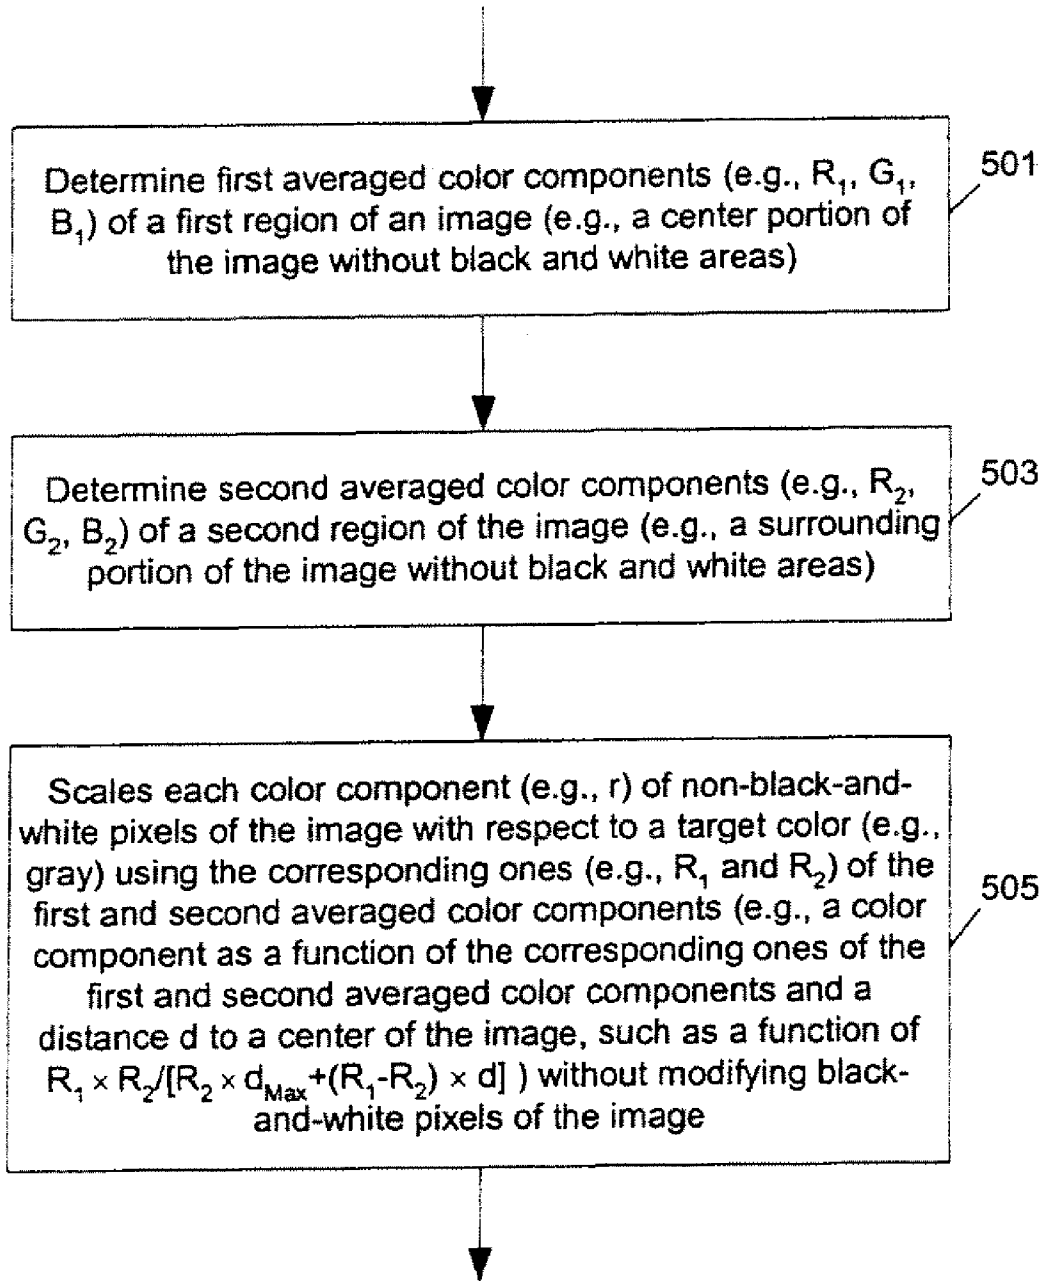 Determine first averaged color components (e.g., R₁, G₁,
B₁) of a first region of an image (e.g., a center portion of
the image without black and white areas)
501
Determine second averaged color components (e.g., R₂,
G₂, B₂) of a second region of the image (e.g., a surrounding
portion of the image without black and white areas)
503
Scales each color component (e.g., r) of non-black-and-
white pixels of the image with respect to a target color (e.g.,
gray) using the corresponding ones (e.g., R₁ and R₂) of the
first and second averaged color components (e.g., a color
component as a function of the corresponding ones of the
first and second averaged color components and a
distance d to a center of the image, such as a function of
R₁ × R₂/[R₂ × d_Max+(R₁-R₂) × d] ) without modifying black-
and-white pixels of the image
505